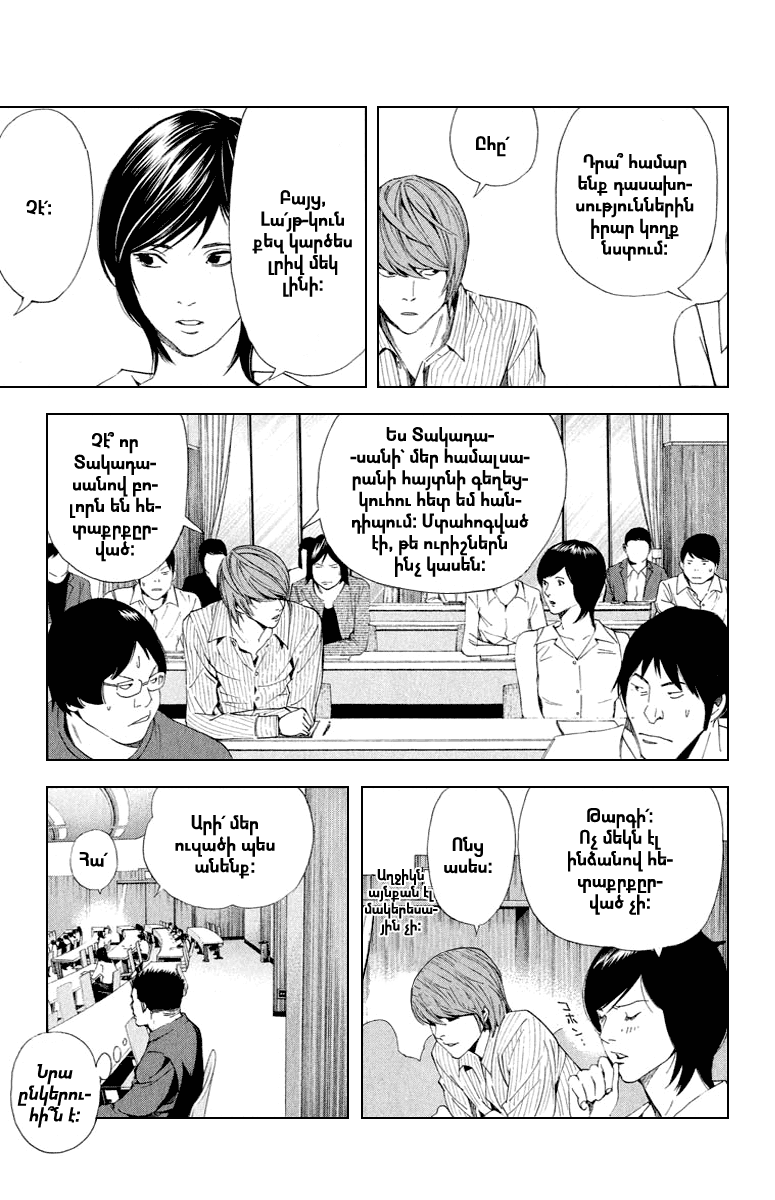 Դրա՞ համար
ենք դասախո-
սություններին
իրար կողք
նստում:
Ըհը՛
Բայց,
Լա՛յթ-կուն
քեզ կարծես
լրիվ մեկ
լինի:
Չէ՛:
Ես Տակադա-
-սանի՝ մեր համալսա-
րանի հայտնի գեղեց-
կուհու հետ եմ հան-
դիպում: Մտահոգված
էի, թե ուրիշներն
ինչ կասեն:
Չէ՞ որ
Տակադա-
սանով բո-
լորն են հե-
տաքրքըր-
ված:
Թարգի՛:
Ոչ մեկն էլ
ինձանով հե-
տաքրքըր-
ված չի:
Ոնց
ասես:
Աղջիկն
այնքան էլ
մակերեսա-
յին չի:
Արի՛ մեր
ուզածի պես
անենք:
Հա՛
Նրա
ընկերու-
հի՞ն է: